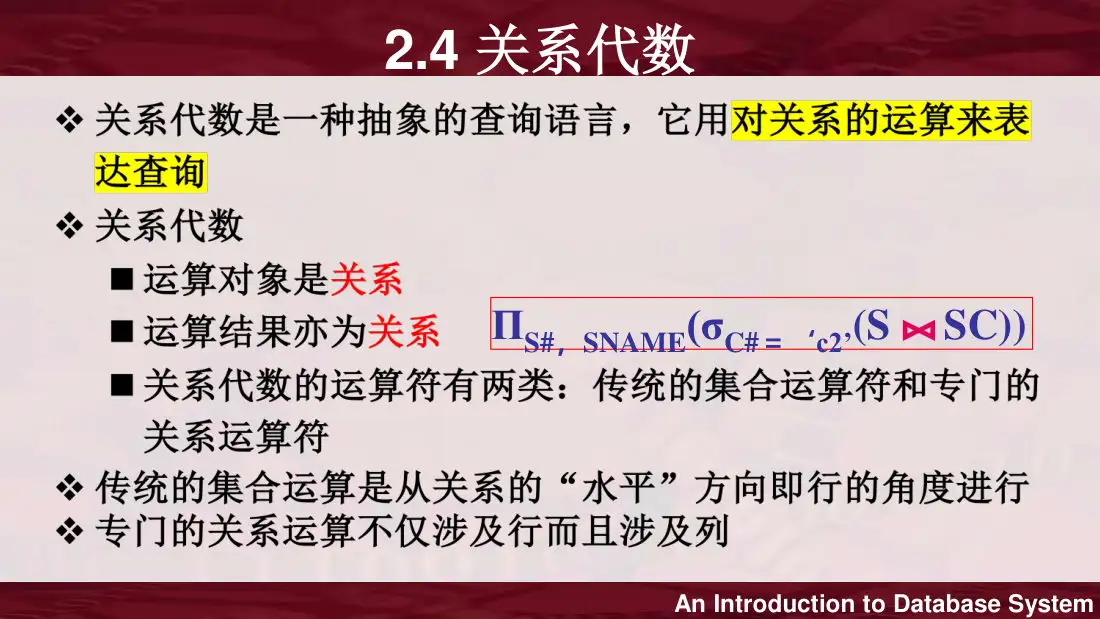 2.4 关系代数
❖ 关系代数是一种抽象的查询语言，它用对关系的运算来表
达查询
❖ 关系代数
■ 运算对象是关系
■ 运算结果亦为关系
Π S#，SNAME(σ C# = ‘c2’(S ⋈ SC))
■ 关系代数的运算符有两类：传统的集合运算符和专门的
关系运算符
❖ 传统的集合运算是从关系的“水平”方向即行的角度进行
❖ 专门的关系运算不仅涉及行而且涉及列
An Introduction to Database System